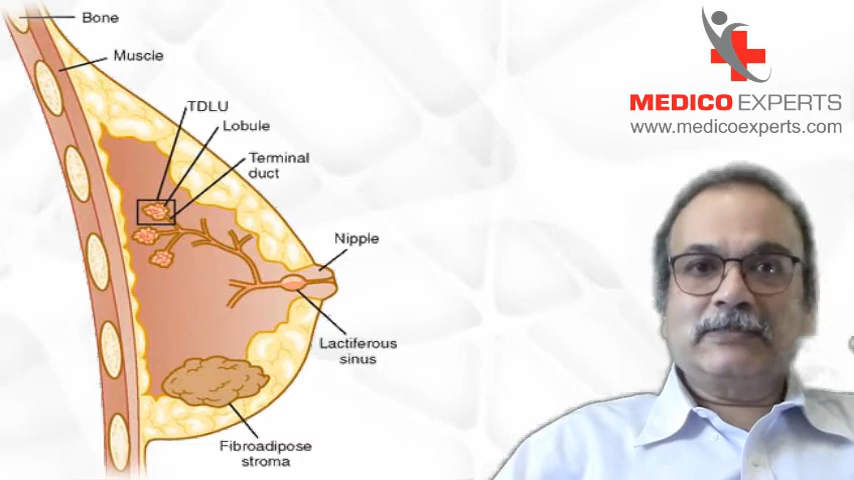 Bone
Muscle
TDLU
Lobule
Terminal
duct
Nipple
Lactiferous
sinus
Fibroadipose
stroma
MEDICO EXPERTS
www.medicoexperts.com